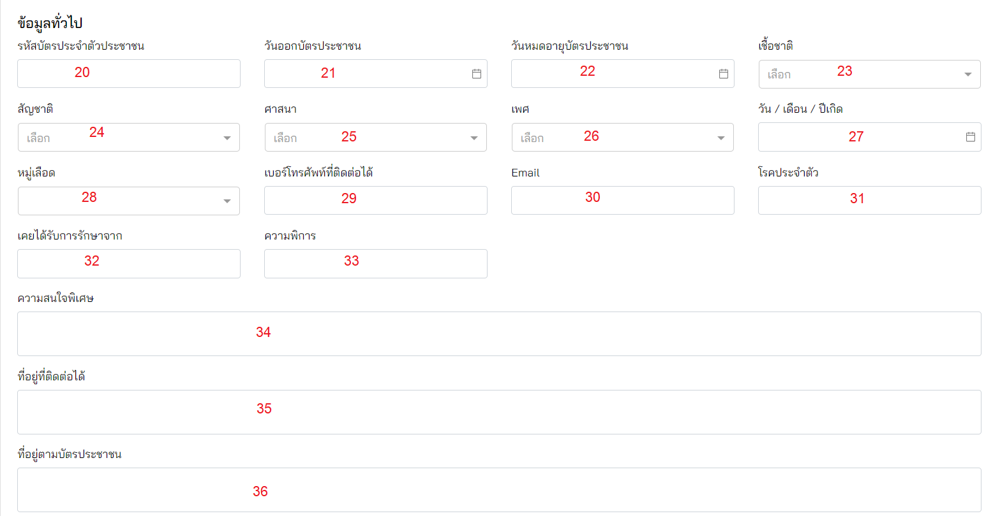 ข้อมูลทั่วไป
รหัสบัตรประจำตัวประชาชน วันออกบัตรประชาชน วันหมดอายุบัตรประชาชน เชื้อชาติ
20 21 22 เลือก 23
สัญชาติ ศาสนา เพศ วัน / เดือน / ปีเกิด
เลือก 24 เลือก 25 เลือก 26 27
หมู่เลือด เบอร์โทรศัพท์ที่ติดต่อได้ Email โรคประจำตัว
28 29 30 31
เคยได้รับการรักษาจาก ความพิการ
32 33
ความสนใจพิเศษ
34
ที่อยู่ที่ติดต่อได้
35
ที่อยู่ตามบัตรประชาชน
36